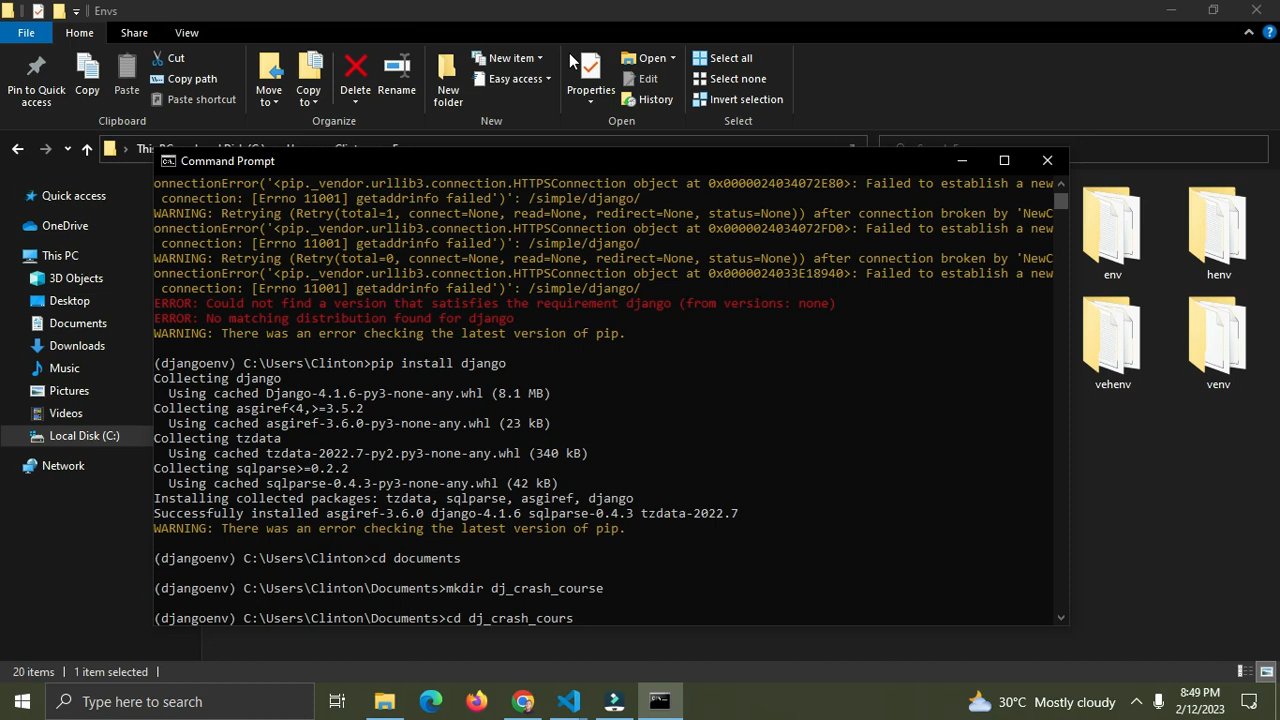 Envs
File
Home
Share
View
Pin to Quick access
Copy
Paste
Cut
Copy path
Paste shortcut
Clipboard
Move to
Copy to
Delete
Rename
Organize
New folder
New item
Easy access
New
Properties
Open
Edit
History
Open
Select all
Select none
Invert selection
Select
Quick access
OneDrive
This PC
3D Objects
Desktop
Documents
Downloads
Music
Pictures
Videos
Local Disk (C:)
Network
env
henv
vehenv
venv
Command Prompt
onnectionError('<pip._vendor.urllib3.connection.HTTPSConnection object at 0x0000024034072E80>: Failed to establish a new
 connection: [Errno 11001] getaddrinfo failed')': /simple/django/
WARNING: Retrying (Retry(total=1, connect=None, read=None, redirect=None, status=None)) after connection broken by 'NewC
onnectionError('<pip._vendor.urllib3.connection.HTTPSConnection object at 0x0000024034072FD0>: Failed to establish a new
 connection: [Errno 11001] getaddrinfo failed')': /simple/django/
WARNING: Retrying (Retry(total=0, connect=None, read=None, redirect=None, status=None)) after connection broken by 'NewC
onnectionError('<pip._vendor.urllib3.connection.HTTPSConnection object at 0x0000024033E18940>: Failed to establish a new
 connection: [Errno 11001] getaddrinfo failed')': /simple/django/
ERROR: Could not find a version that satisfies the requirement django (from versions: none)
ERROR: No matching distribution found for django
WARNING: There was an error checking the latest version of pip.
(djangoenv) C:\Users\Clinton>pip install django
Collecting django
  Using cached Django-4.1.6-py3-none-any.whl (8.1 MB)
Collecting asgiref<4,>=3.5.2
  Using cached asgiref-3.6.0-py3-none-any.whl (23 kB)
Collecting tzdata
  Using cached tzdata-2022.7-py2.py3-none-any.whl (340 kB)
Collecting sqlparse>=0.2.2
  Using cached sqlparse-0.4.3-py3-none-any.whl (42 kB)
Installing collected packages: tzdata, sqlparse, asgiref, django
Successfully installed asgiref-3.6.0 django-4.1.6 sqlparse-0.4.3 tzdata-2022.7
WARNING: There was an error checking the latest version of pip.
(djangoenv) C:\Users\Clinton>cd documents
(djangoenv) C:\Users\Clinton\Documents>mkdir dj_crash_course
(djangoenv) C:\Users\Clinton\Documents>cd dj_crash_cours
20 items
1 item selected
Type here to search
30°C Mostly cloudy
8:49 PM
2/12/2023